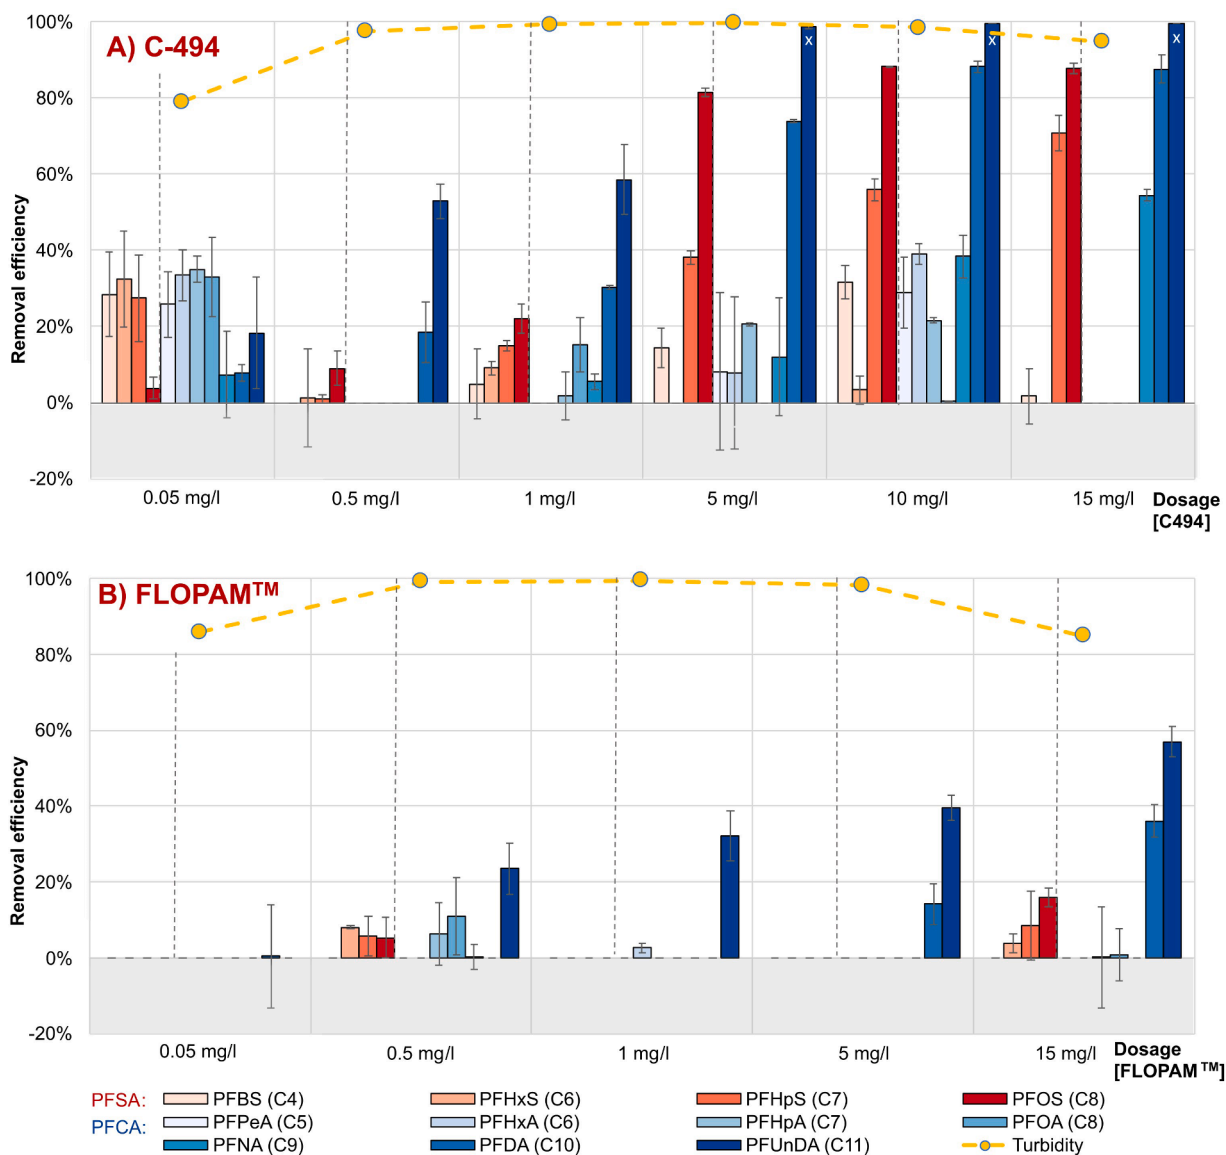 A) C-494
Removal efficiency
100%
80%
60%
40%
20%
0%
-20%
x
x
x
0.05 mg/l 0.5 mg/l 1 mg/l 5 mg/l 10 mg/l 15 mg/l Dosage
[C494]
B) FLOPAM™
Removal efficiency
100%
80%
60%
40%
20%
0%
-20%
0.05 mg/l 0.5 mg/l 1 mg/l 5 mg/l 15 mg/l Dosage
[FLOPAM™]
PFSA: PFBS (C4) PFHxS (C6) PFHpS (C7) PFOS (C8)
PFCA: PFPeA (C5) PFHxA (C6) PFHpA (C7) PFOA (C8)
PFNA (C9) PFDA (C10) PFUnDA (C11) Turbidity